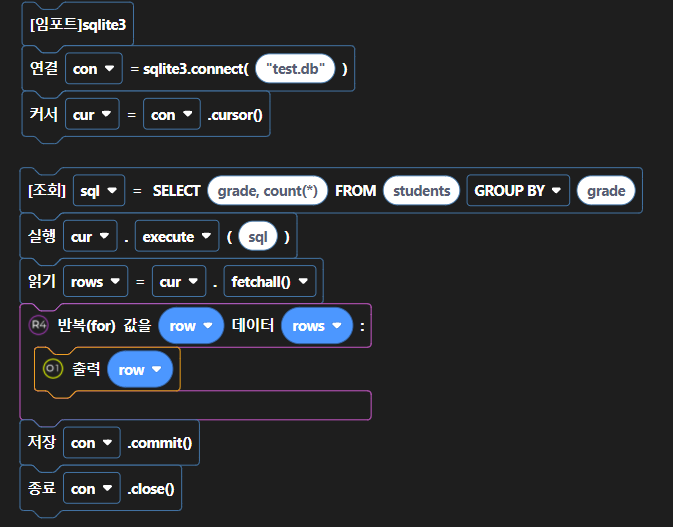 [임포트]sqlite3
연결 con = sqlite3.connect( "test.db" )
커서 cur = con .cursor()
[조회] sql = SELECT grade, count(*) FROM students GROUP BY grade
실행 cur . execute ( sql )
읽기 rows = cur . fetchall()
R4 반복(for) 값을 row 데이터 rows :
O1 출력 row
저장 con .commit()
종료 con .close()